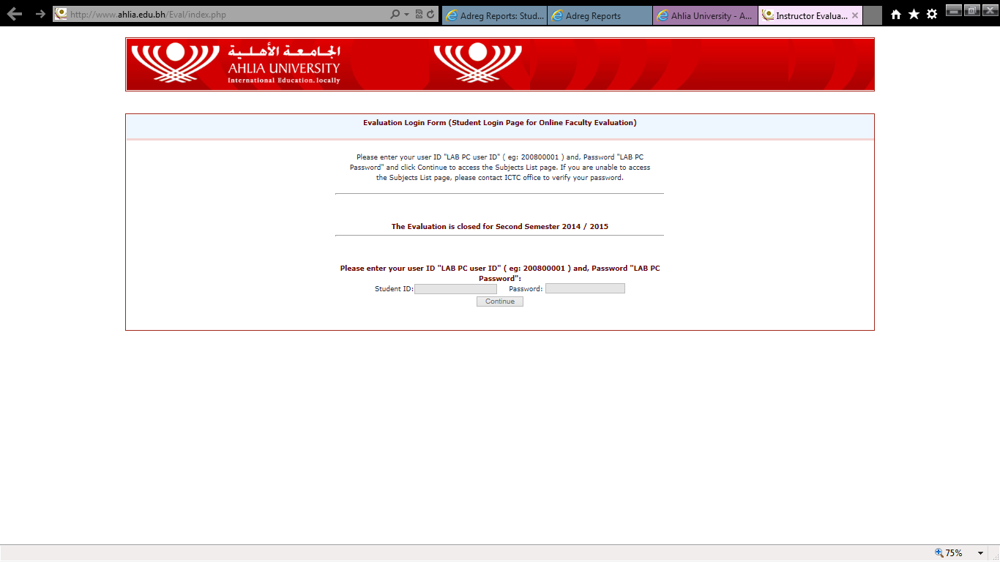 http://www.ahlia.edu.bh/Eval/index.php
Adreg Reports: Stud...
Adreg Reports
Ahlia University - A...
Instructor Evalua...
الجامعة الأهلية
AHLIA UNIVERSITY
International Education. locally
Evaluation Login Form (Student Login Page for Online Faculty Evaluation)
Please enter your user ID "LAB PC user ID" ( eg: 200800001 ) and, Password "LAB PC
Password" and click Continue to access the Subjects List page. If you are unable to access
the Subjects List page, please contact ICTC office to verify your password.
The Evaluation is closed for Second Semester 2014 / 2015
Please enter your user ID "LAB PC user ID" ( eg: 200800001 ) and, Password "LAB PC
Password":
Student ID: Password:
Continue
75%